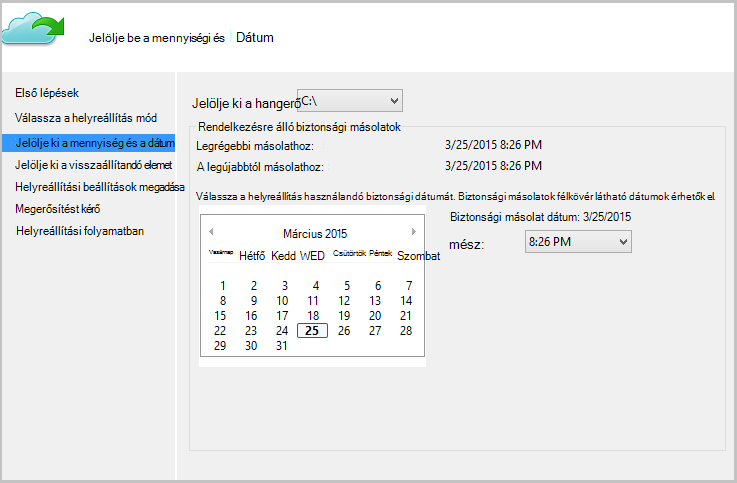 Jelölje be a mennyiségi és Dátum
Első lépések
Válassza a helyreállítás mód
Jelölje ki a mennyiség és a dátum
Jelölje ki a visszaállítandó elemet
Helyreállítási beállítások megadása
Megerősítést kérő
Helyreállítási folyamatban
Jelölje ki a hangerő C:\
Rendelkezésre álló biztonsági másolatok
Legrégebbi másolathoz: 3/25/2015 8:26 PM
A legújabbtól másolathoz: 3/25/2015 8:26 PM
Válassza a helyreállítás használandó biztonsági dátumát. Biztonsági másolatok félkövér látható dátumok érhetők el.
Biztonsági másolat dátum: 3/25/2015
mész: 8:26 PM
Március 2015
Vasárnap Hétfő Kedd WED Csütörtök Péntek Szombat
1 2 3 4 5 6 7
8 9 10 11 12 13 14
15 16 17 18 19 20 21
22 23 24 25 26 27 28
29 30 31